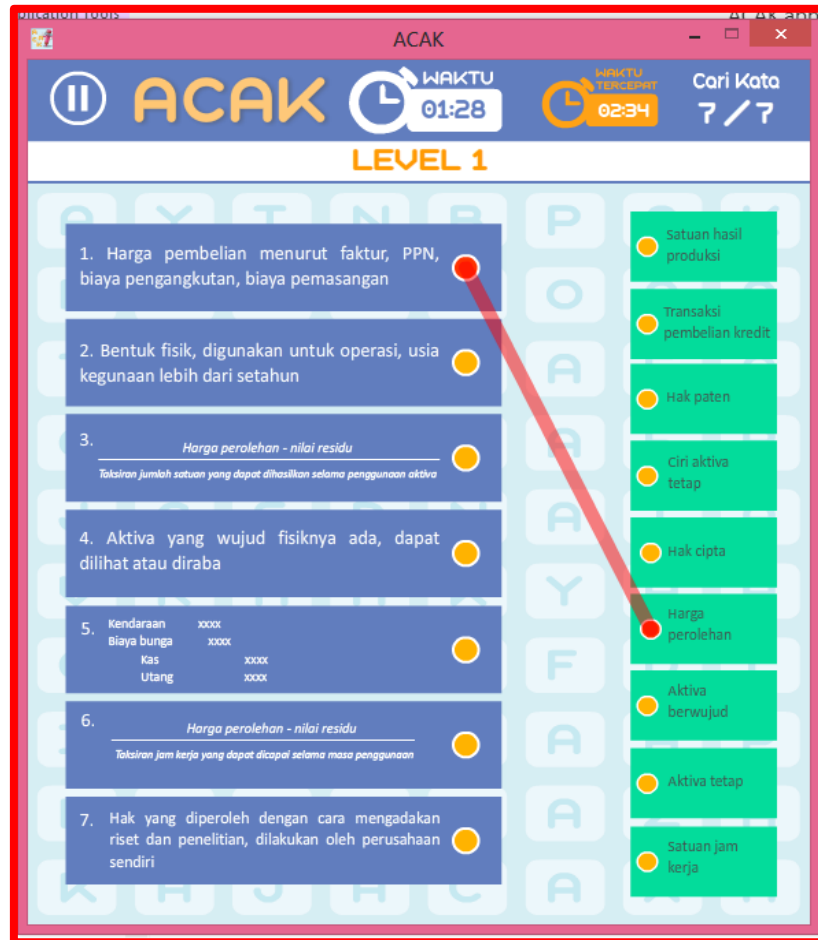 ACAK
ACAK
WAKTU
01:28
WAKTU
TERCEPAT
02:34
Cari Kata
7/7
LEVEL 1
1. Harga pembelian menurut faktur, PPN,
biaya pengangkutan, biaya pemasangan
2. Bentuk fisik, digunakan untuk operasi, usia
kegunaan lebih dari setahun
3. Harga perolehan - nilai residu
Taksiran jumlah satuan yang dapat dihasilkan selama penggunaan aktiva
4. Aktiva yang wujud fisiknya ada, dapat
dilihat atau diraba
5. Kendaraan xxxx
Biaya bunga xxxx
Kas xxxx
Utang xxxx
6. Harga perolehan - nilai residu
Taksiran jam kerja yang dapat dicapai selama masa penggunaan
7. Hak yang diperoleh dengan cara mengadakan
riset dan penelitian, dilakukan oleh perusahaan
sendiri
Satuan hasil
produksi
Transaksi
pembelian kredit
Hak paten
Ciri aktiva
tetap
Hak cipta
Harga
perolehan
Aktiva
berwujud
Aktiva tetap
Satuan jam
kerja